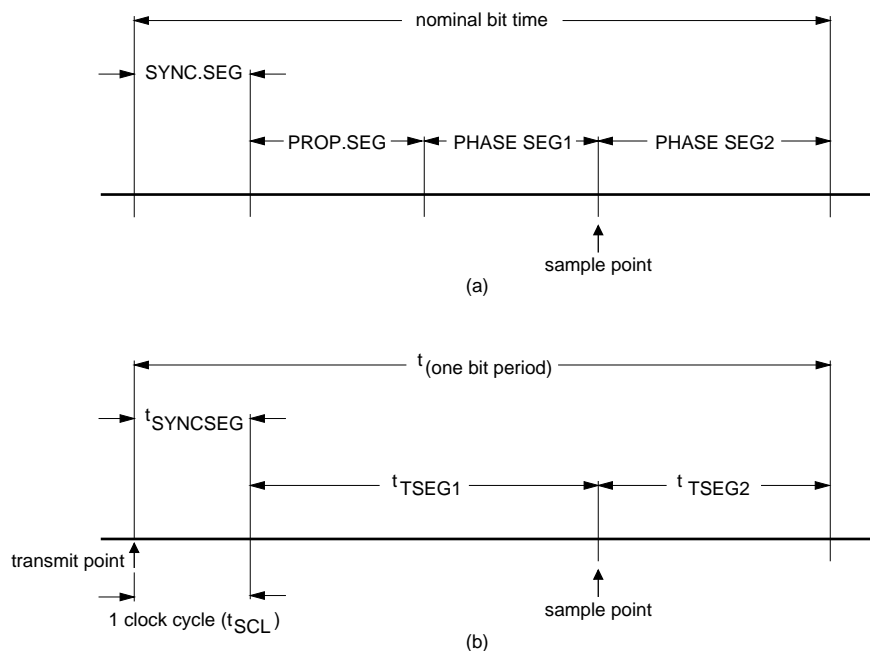 nominal bit time
SYNC.SEG
PROP.SEG
PHASE SEG1
PHASE SEG2
sample point
(a)
t(one bit period)
tSYNCSEG
tTSEG1
t TSEG2
transmit point
1 clock cycle (tSCL)
sample point
(b)